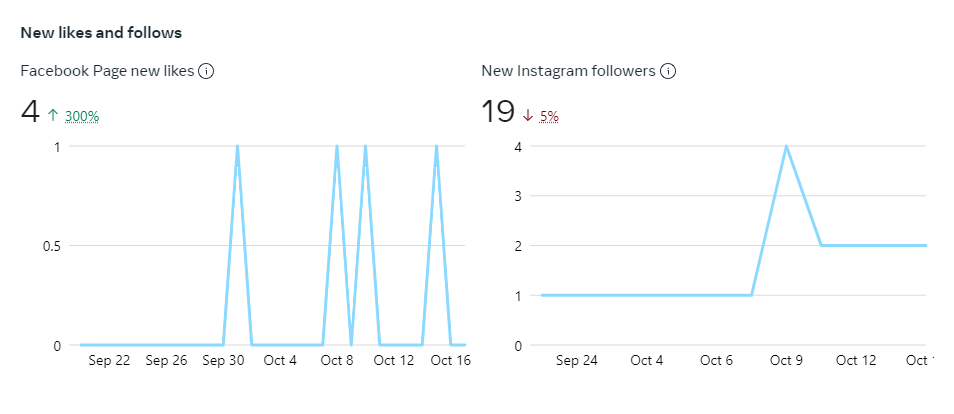 New likes and follows
Facebook Page new likes
New Instagram followers
4 ↑ 300%
19 ↓ 5%
1
0.5
0
Sep 22 Sep 26 Sep 30 Oct 4 Oct 8 Oct 12 Oct 16
4
3
2
1
0
Sep 24 Oct 4 Oct 6 Oct 9 Oct 12 Oct